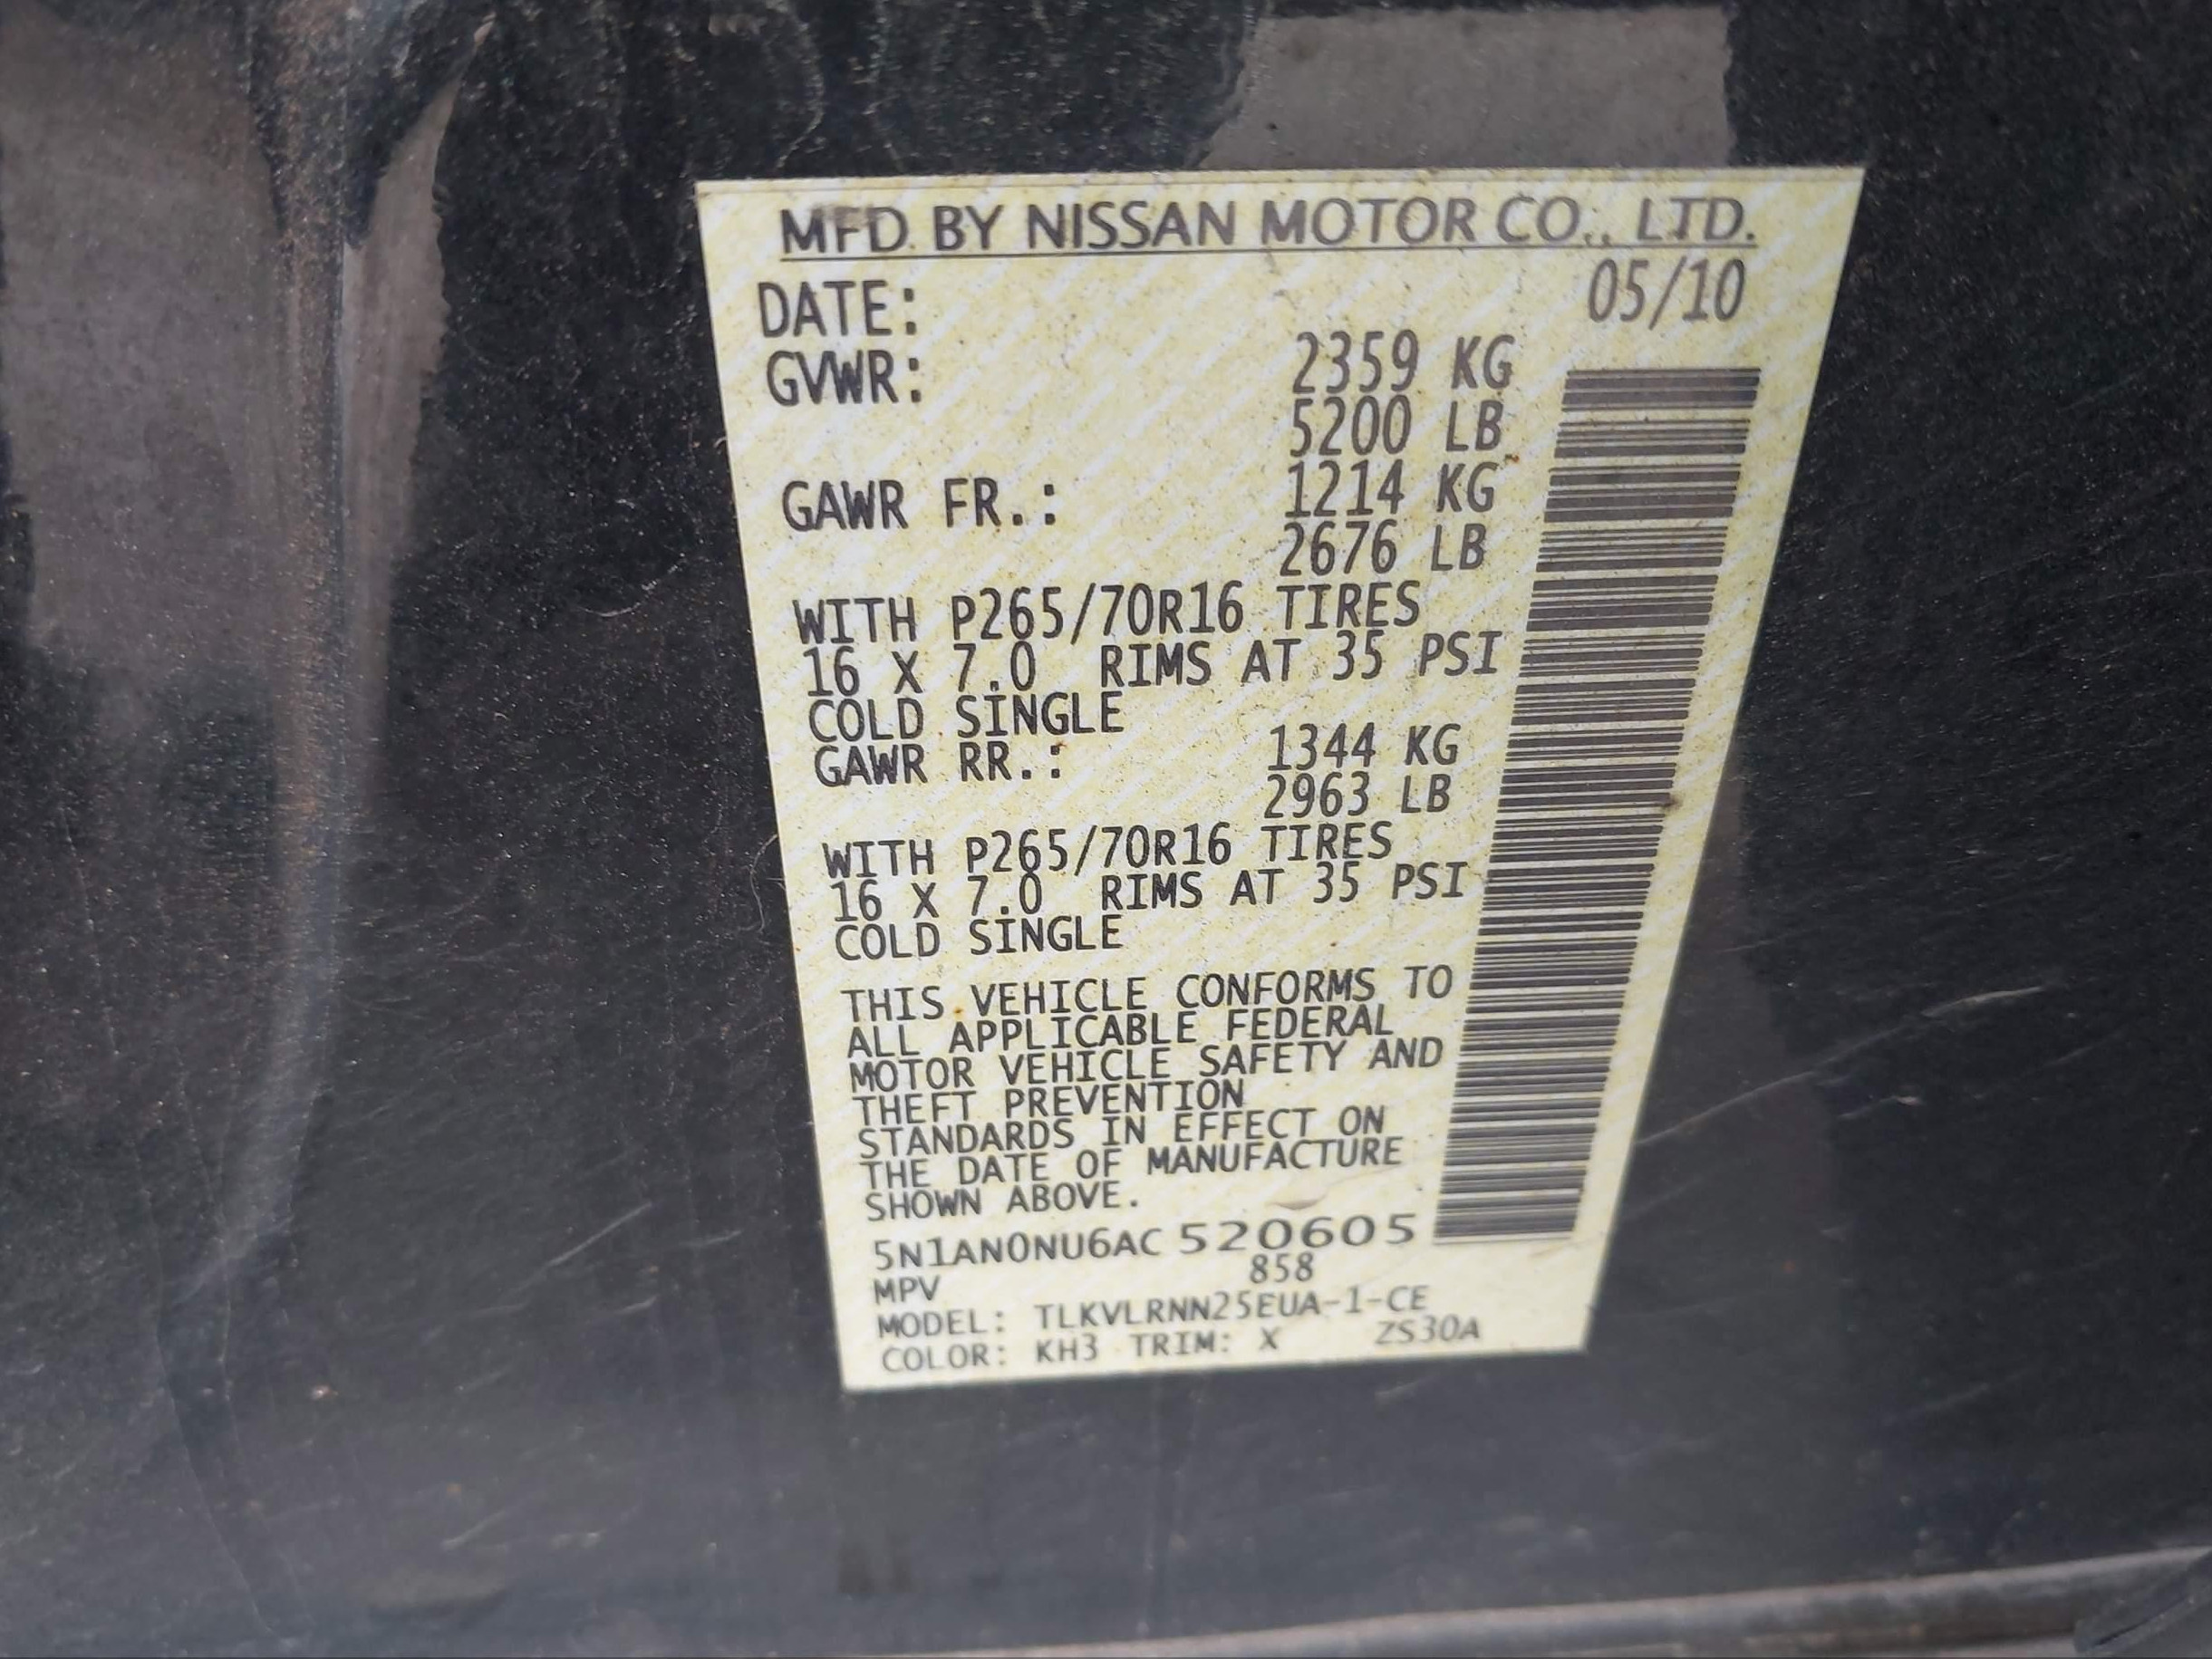 MFD. BY NISSAN MOTOR CO., LTD.
DATE: 05/10
GVWR: 2359 KG
5200 LB
GAWR FR.: 1214 KG
2676 LB
WITH P265/70R16 TIRES
16 X 7.0 RIMS AT 35 PSI
COLD SINGLE
GAWR RR.: 1344 KG
2963 LB
WITH P265/70R16 TIRES
16 X 7.0 RIMS AT 35 PSI
COLD SINGLE
THIS VEHICLE CONFORMS TO
ALL APPLICABLE FEDERAL
MOTOR VEHICLE SAFETY AND
THEFT PREVENTION
STANDARDS IN EFFECT ON
THE DATE OF MANUFACTURE
SHOWN ABOVE.
5N1AN0NU6AC 520605
MPV 858
MODEL: TLKVLRNN25EUA-1-CE
COLOR: KH3 TRIM: X ZS30A